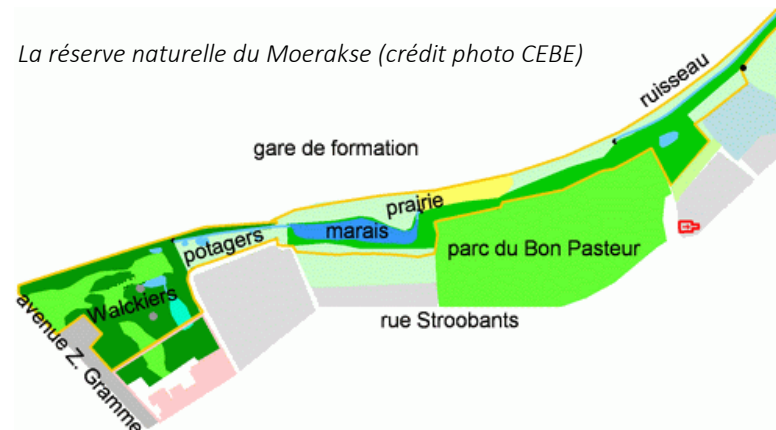 La réserve naturelle du Moerakse (crédit photo CEBE)
ruisseau
gare de formation
prairie
marais
potagers
parc du Bon Pasteur
Walckiers
rue Stroobants
avenue Z. Gramme